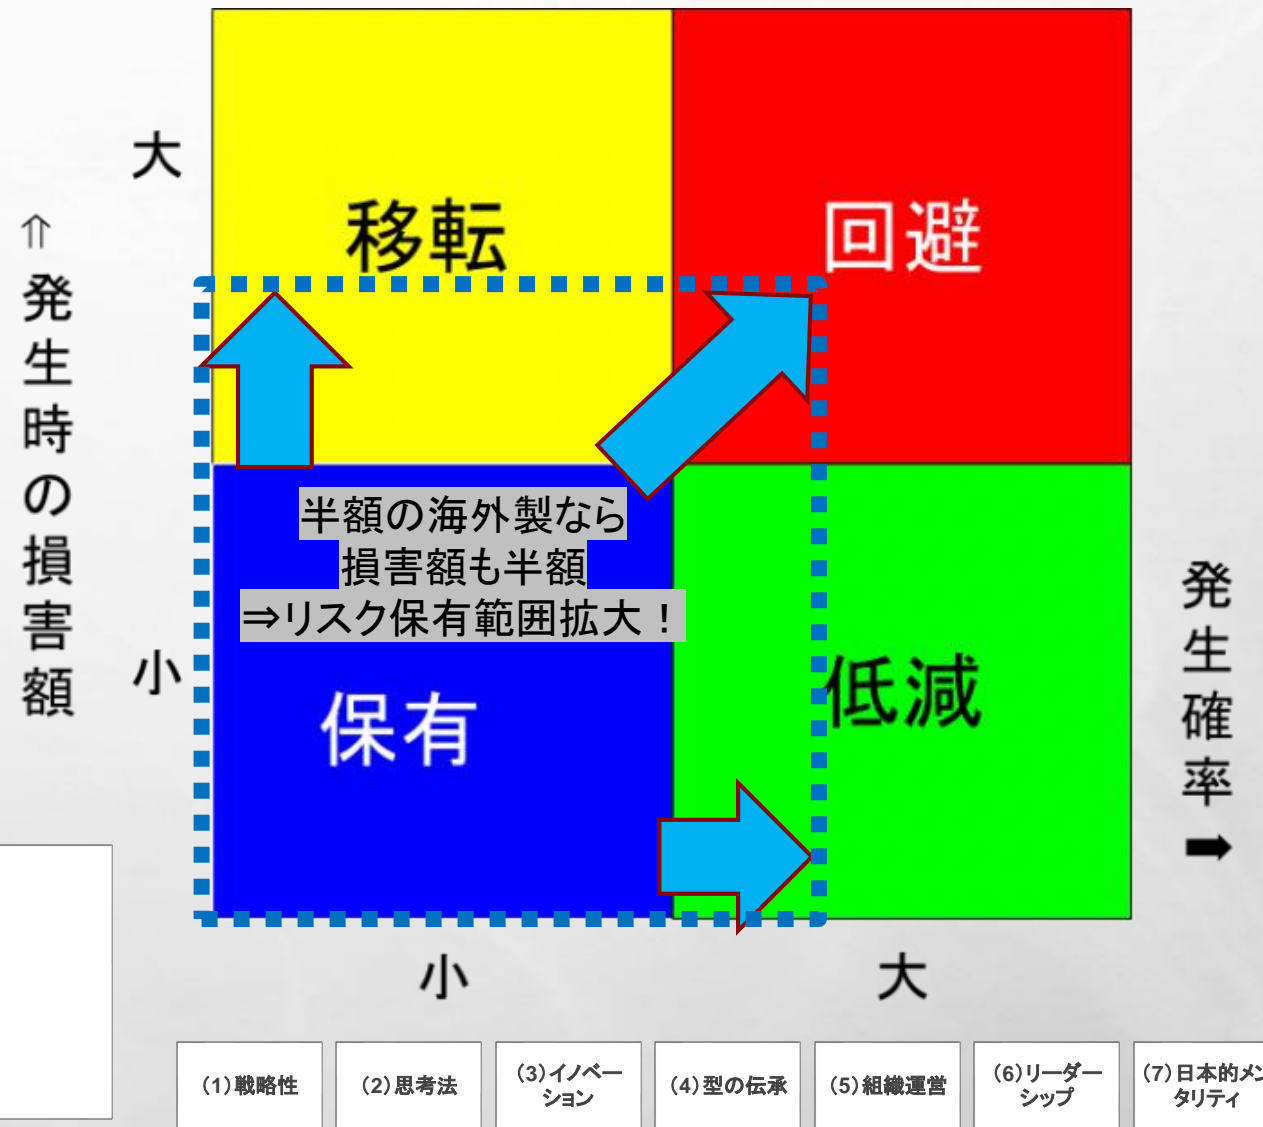 大
移転
回避
⇑
発生時の損害額
半額の海外製なら
損害額も半額
⇒リスク保有範囲拡大！
小
保有
低減
発生確率➡
小
大
(1)戦略性
(2)思考法
(3)イノベー
ション
(4)型の伝承
(5)組織運営
(6)リーダー
シップ
(7)日本的メン
タリティ